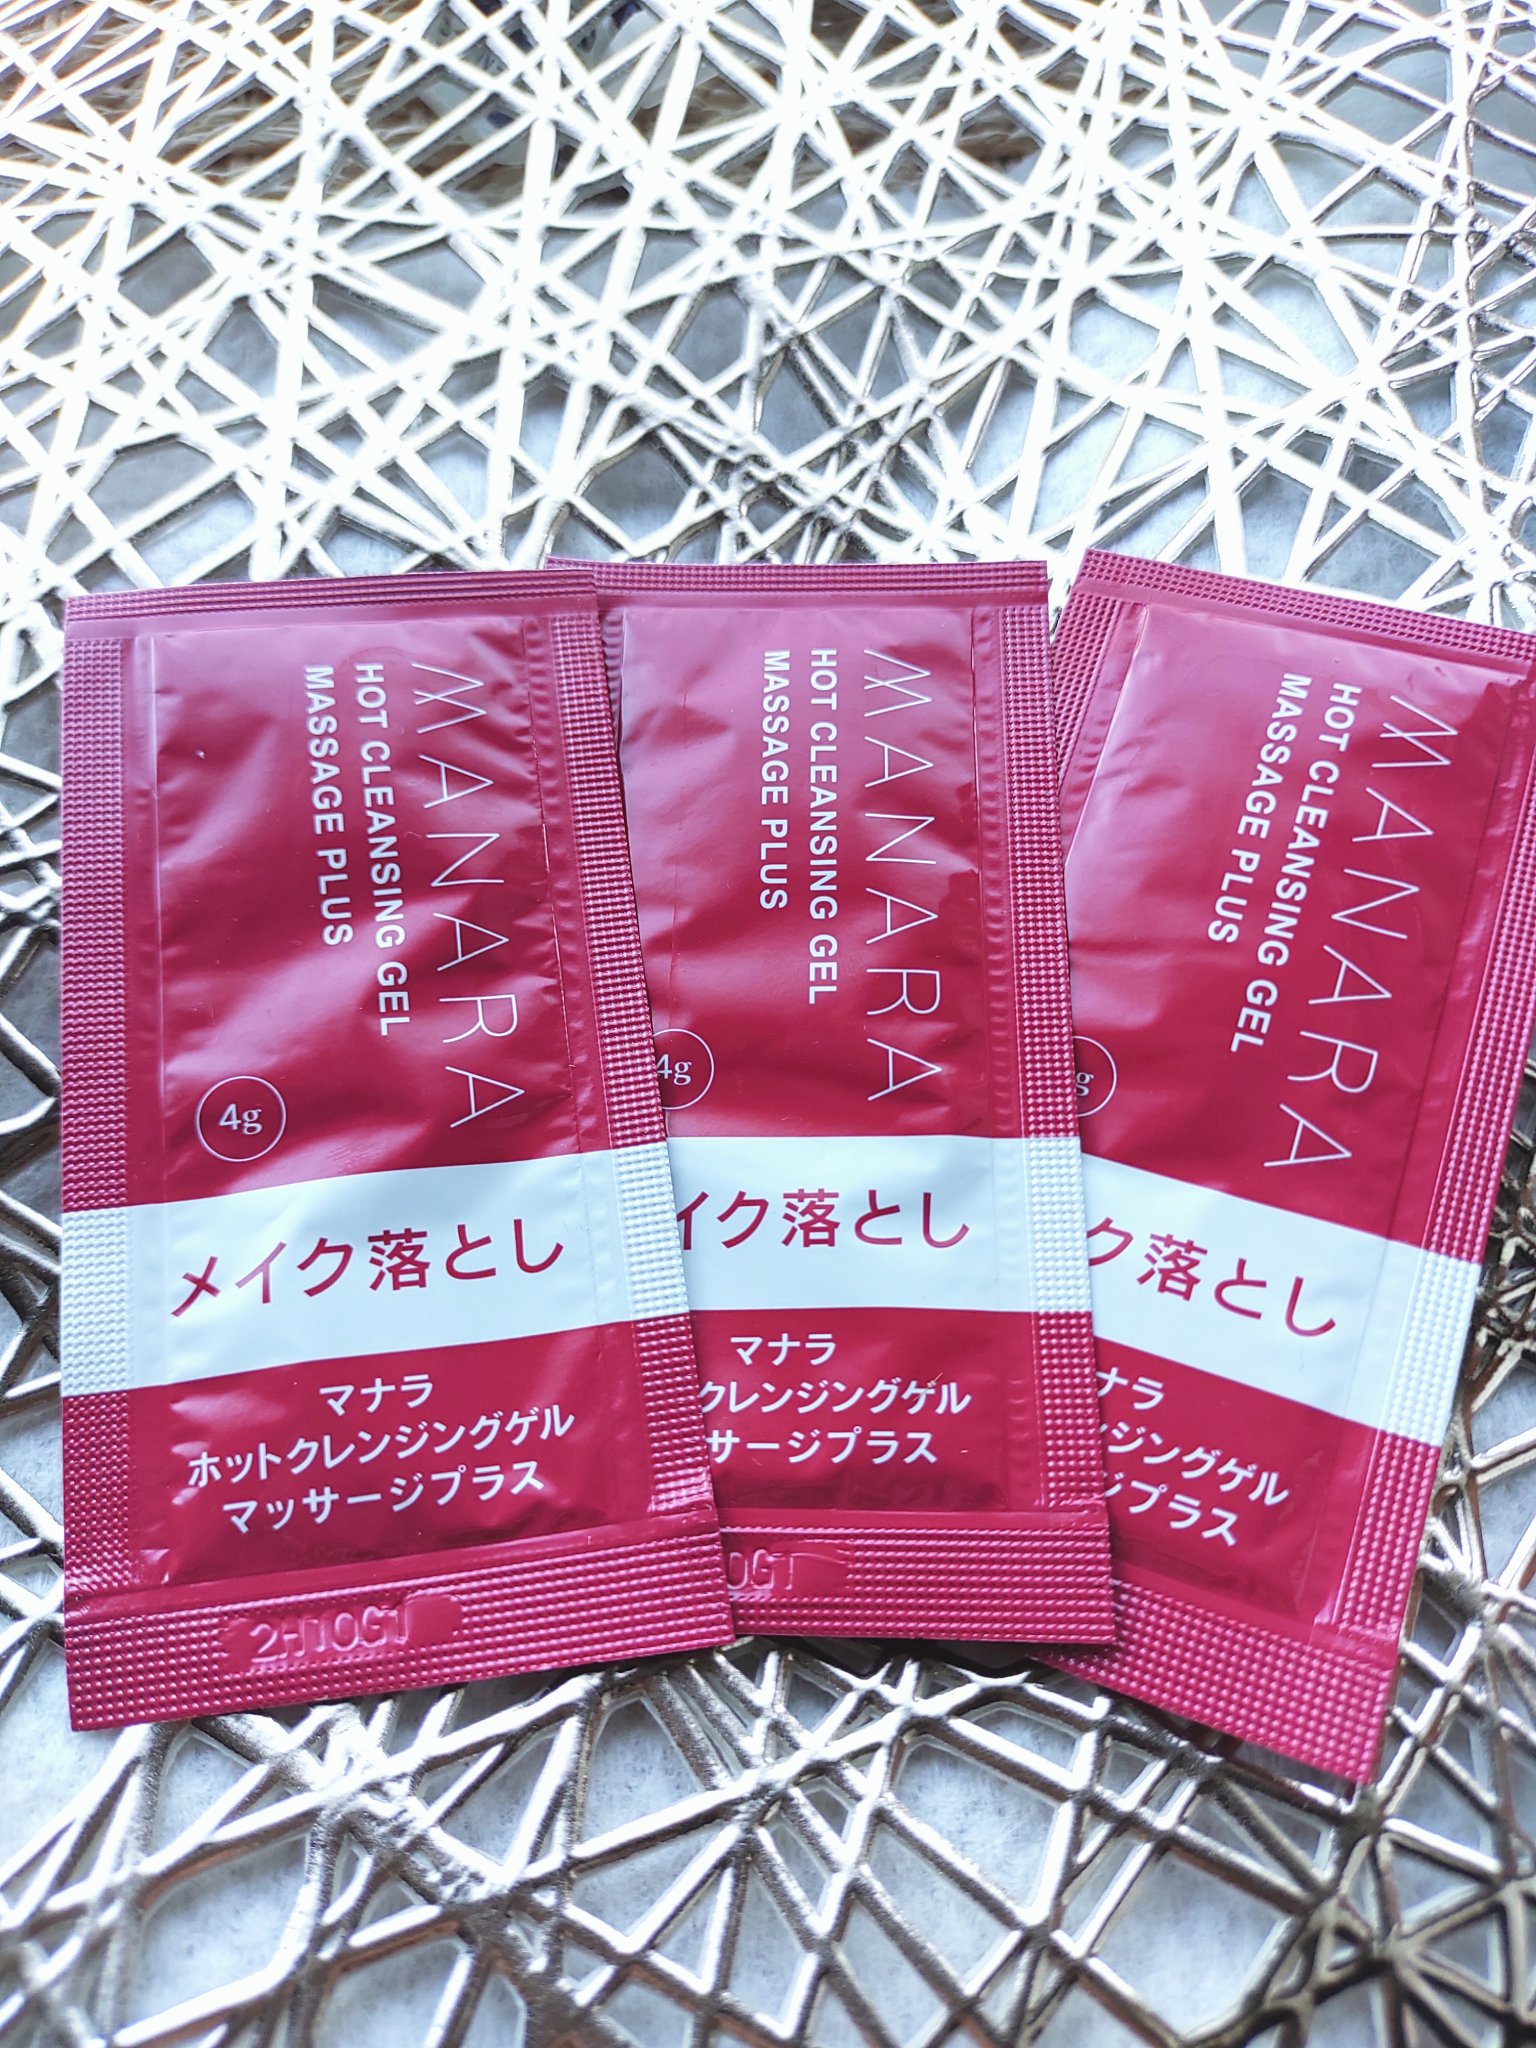 MANARA
HOT CLEANSING GEL
MASSAGE PLUS
4g
メイク落とし
マナラ
ホットクレンジングゲル
マッサージプラス
MANARA
HOT CLEANSING GEL
MASSAGE PLUS
4g
イク落とし
マナラ
クレンジングゲル
サージプラス
MANARA
HOT CLEANSING GEL
MASSAGE PLUS
g
ク落とし
ナラ
ジングゲル
プラス